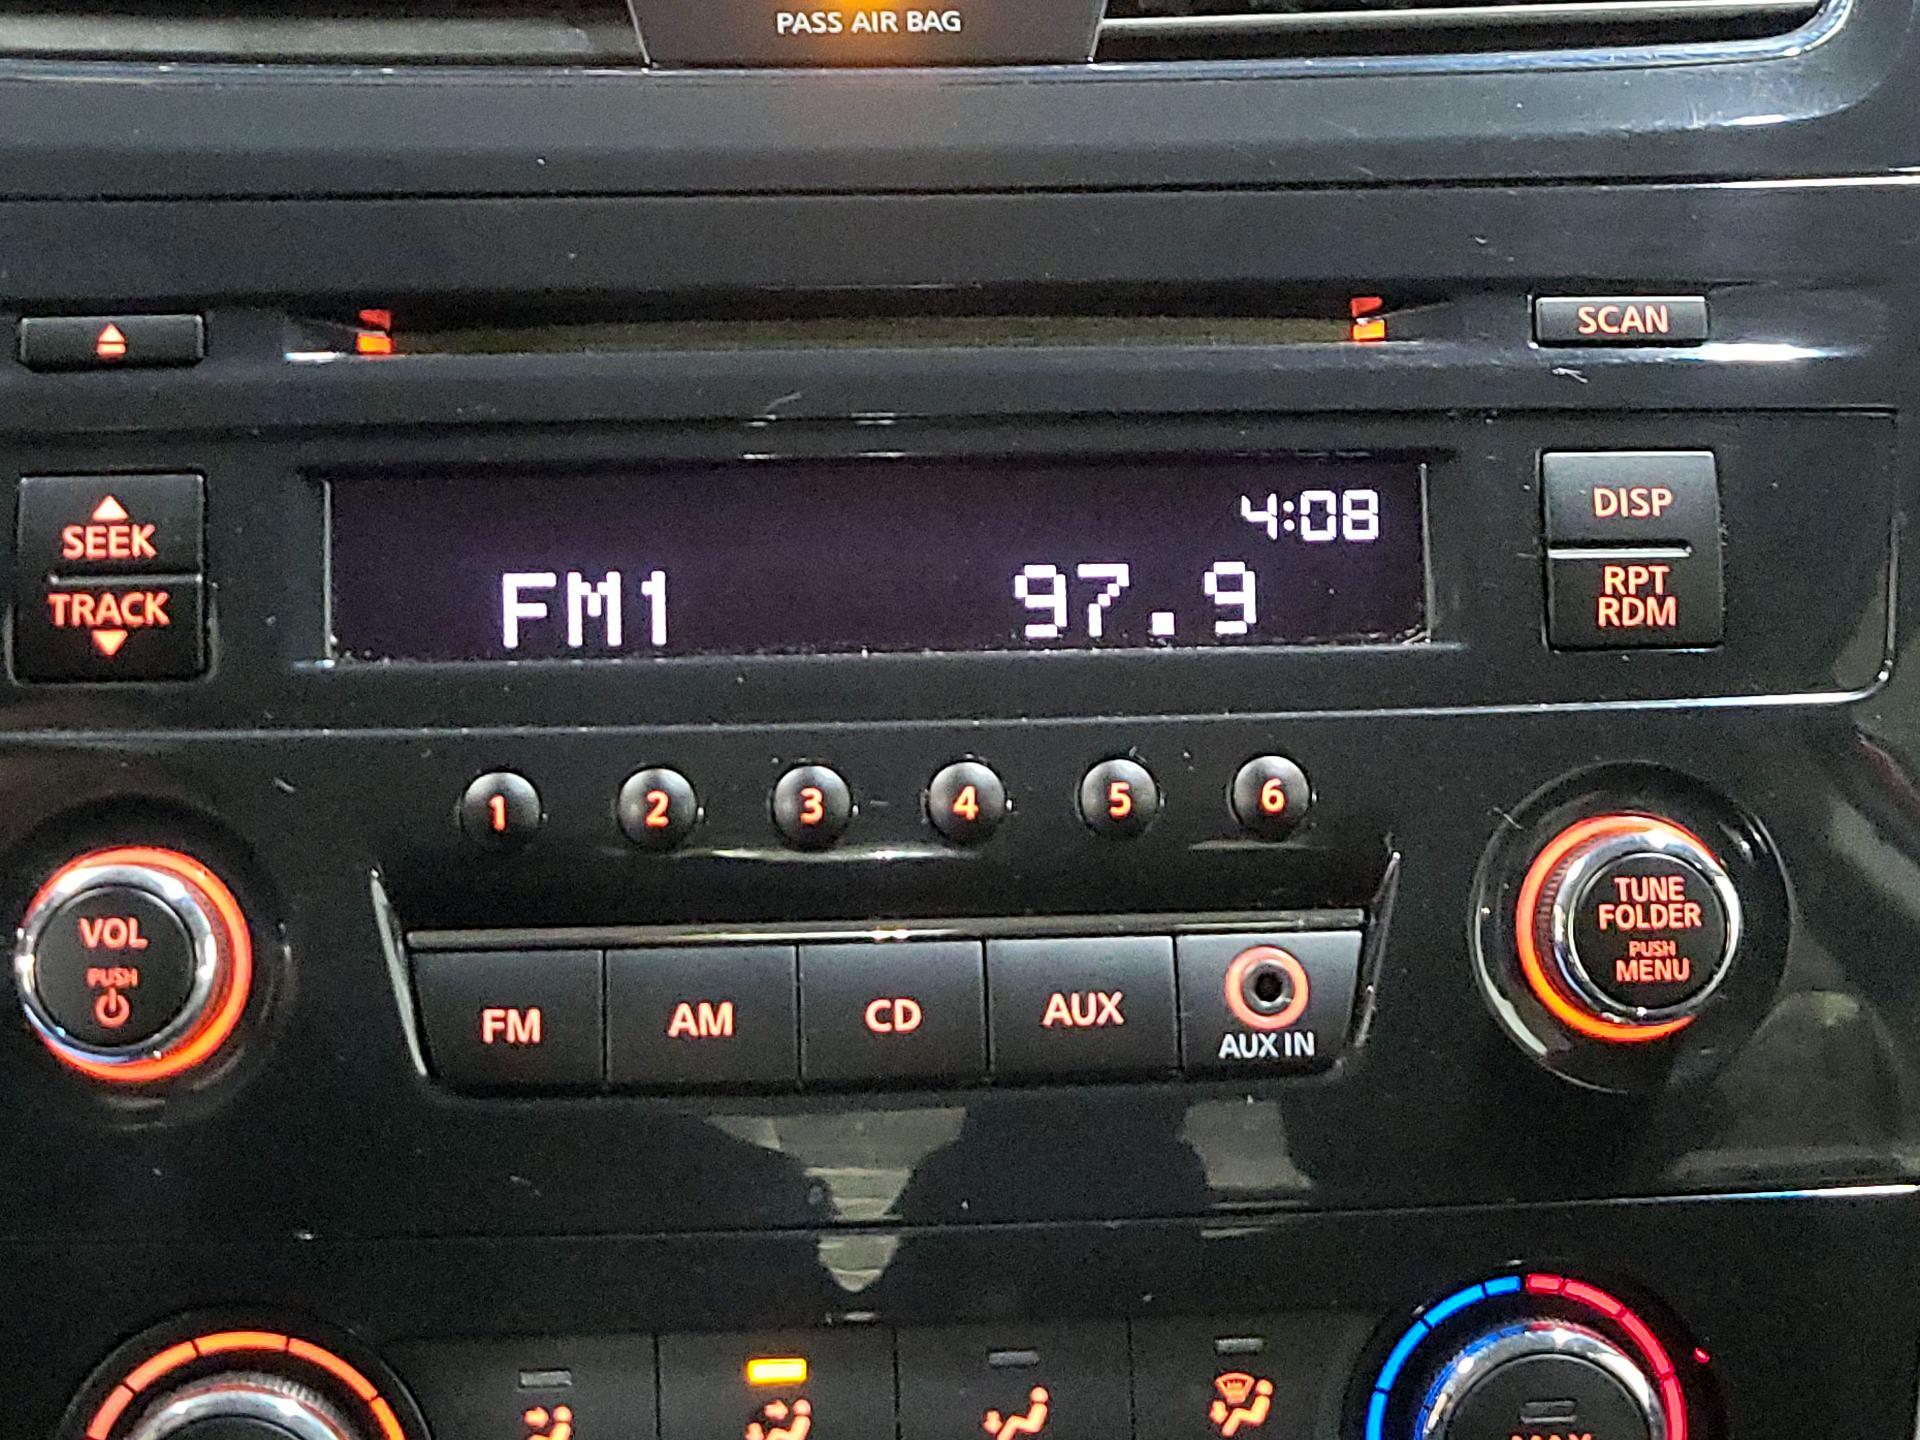 PASS AIR BAG
SCAN
SEEK
TRACK
4:08
FM1 97.9
DISP
RPT
RDM
1 2 3 4 5 6
VOL
PUSH
TUNE
FOLDER
PUSH
MENU
FM AM CD AUX
AUX IN
MAX